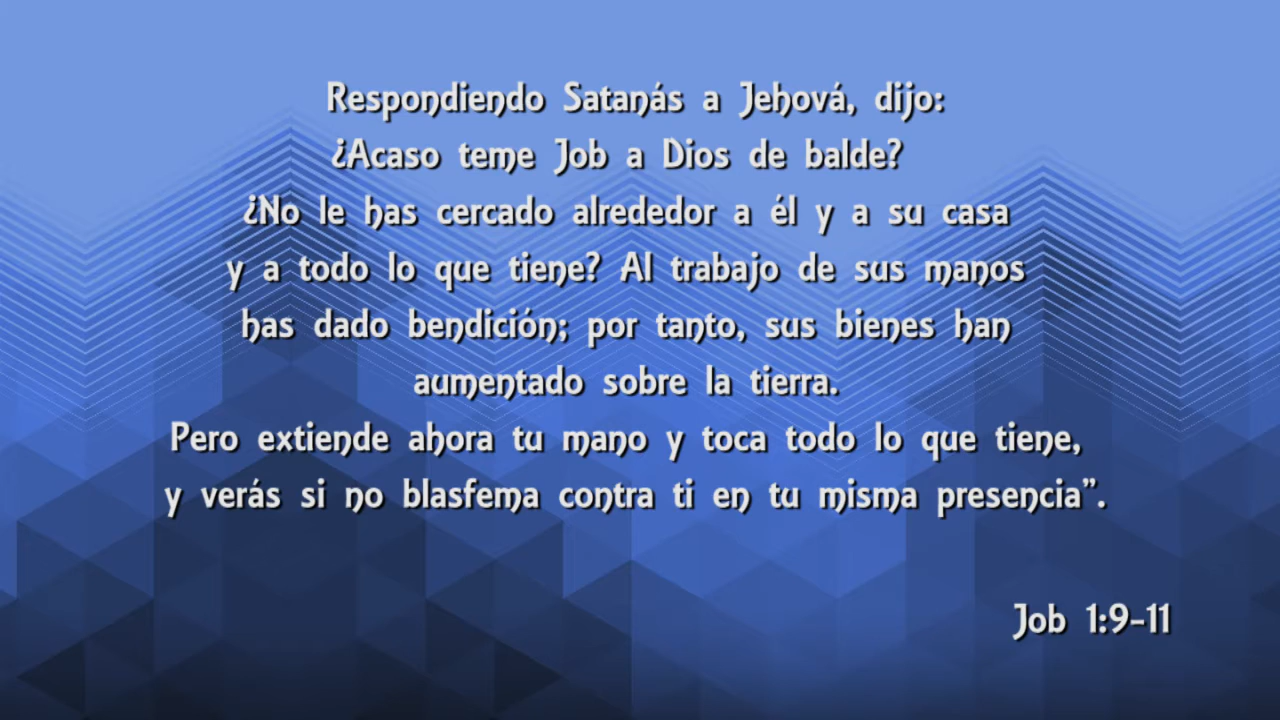 Respondiendo Satanás a Jehová, dijo:
¿Acaso teme Job a Dios de balde?
¿No le has cercado alrededor a él y a su casa
y a todo lo que tiene? Al trabajo de sus manos
has dado bendición; por tanto, sus bienes han
aumentado sobre la tierra.
Pero extiende ahora tu mano y toca todo lo que tiene,
y verás si no blasfema contra ti en tu misma presencia”.
Job 1:9-11